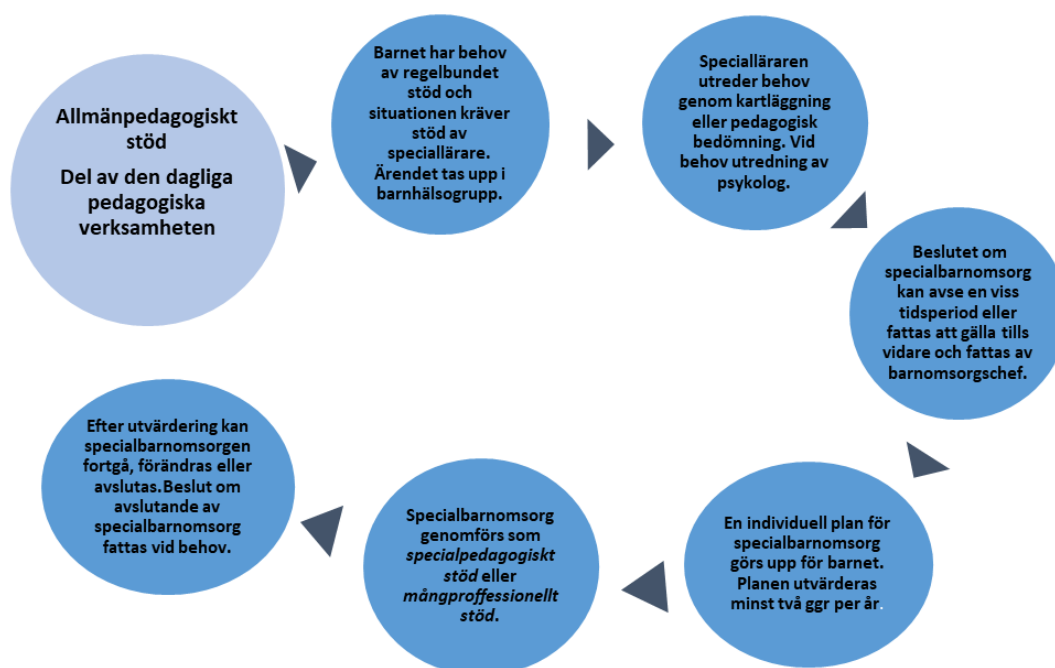 Allmänpedagogiskt
stöd
Del av den dagliga
pedagogiska
verksamheten
Barnet har behov
av regelbundet
stöd och
situationen kräver
stöd av
speciallärare.
Ärendet tas upp i
barnhälsogrupp.
Specialläraren
utreder behov
genom kartläggning
eller pedagogisk
bedömning. Vid
behov utredning av
psykolog.
Beslutet om
specialbarnomsorg
kan avse en viss
tidsperiod eller
fattas att gälla tills
vidare och fattas av
barnomsorgschef.
En individuell plan för
specialbarnomsorg
görs upp för barnet.
Planen utvärderas
minst två ggr per år.
Specialbarnomsorg
genomförs som
specialpedagogiskt
stöd eller
mångproffessionellt
stöd.
Efter utvärdering kan
specialbarnomsorgen
fortgå, förändras eller
avslutas.Beslut om
avslutande av
specialbarnomsorg
fattas vid behov.